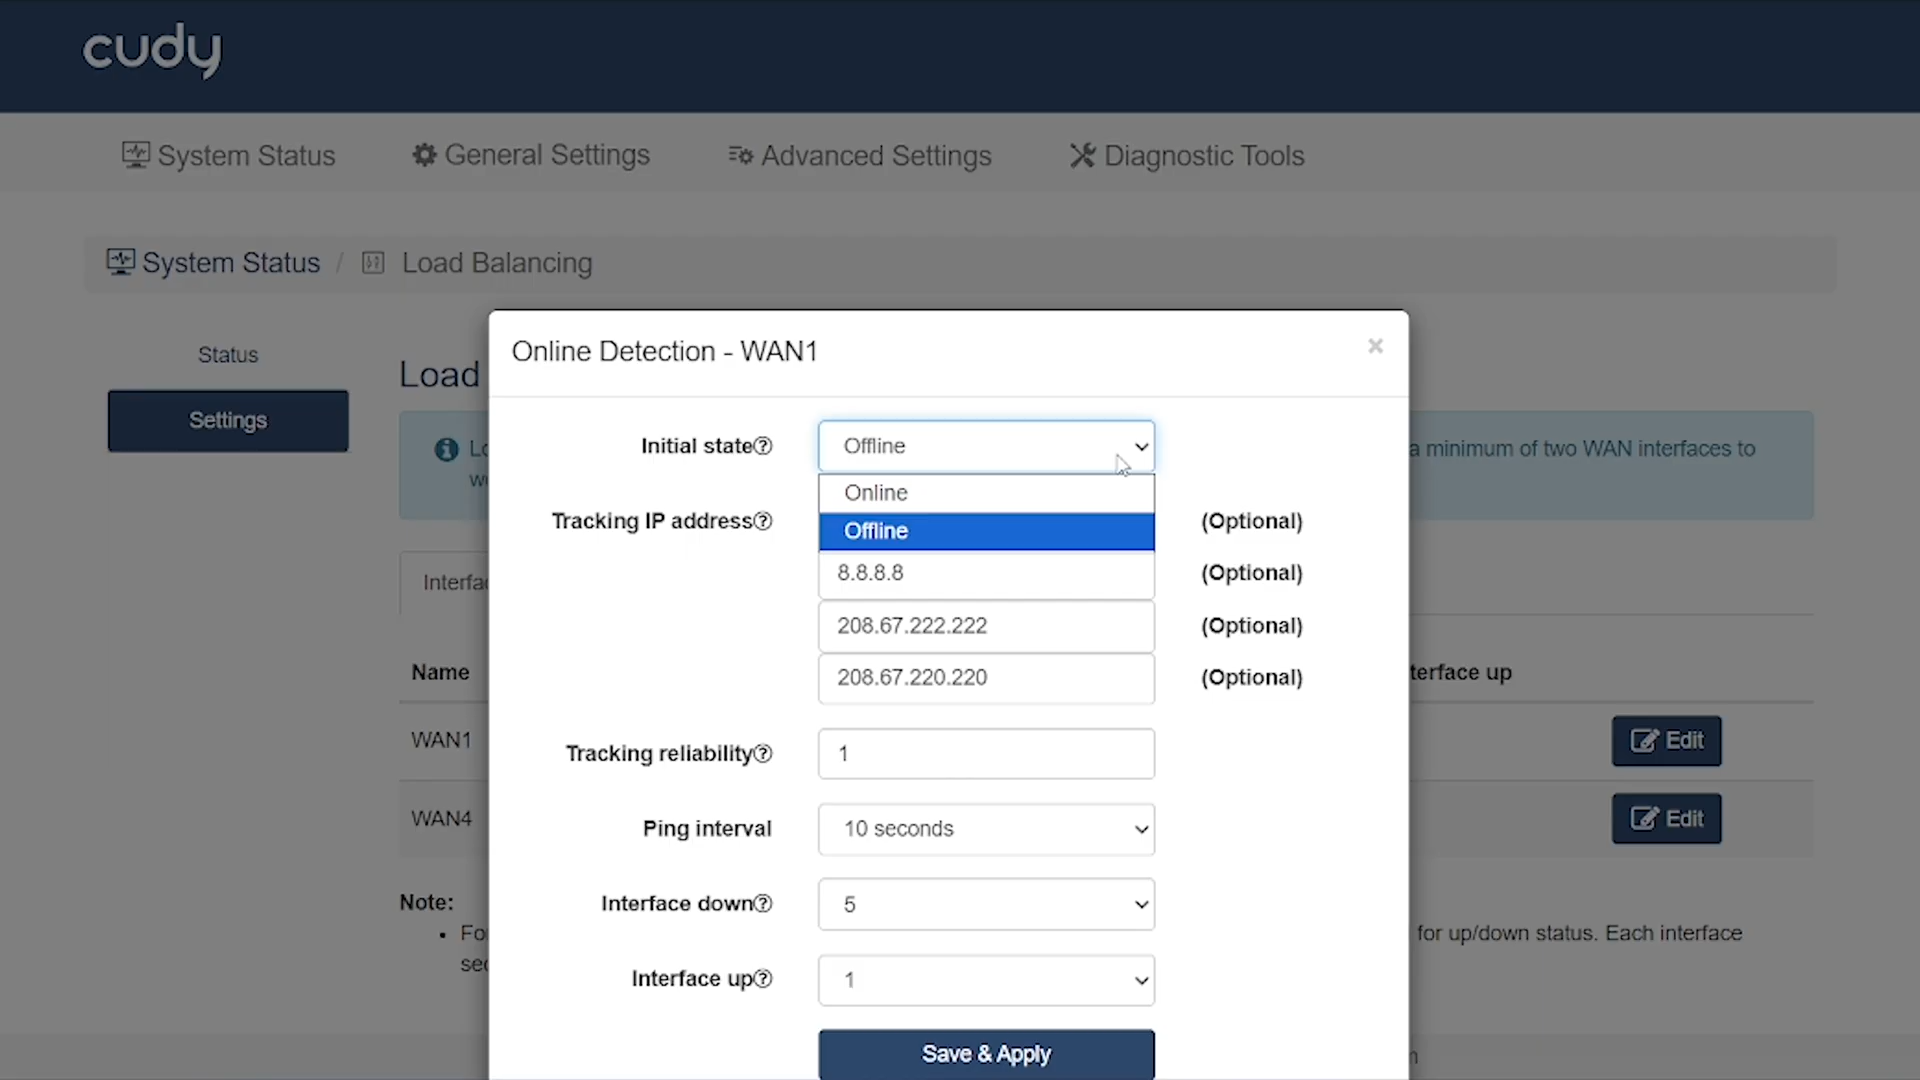 cudy
System Status
General Settings
Advanced Settings
Diagnostic Tools
System Status / Load Balancing
Status
Settings
Load
a minimum of two WAN interfaces to
Online Detection - WAN1
×
Initial state
Offline
Online
Offline
Tracking IP address
(Optional)
8.8.8.8
(Optional)
208.67.222.222
(Optional)
208.67.220.220
(Optional)
Tracking reliability
1
Ping interval
10 seconds
Interface down
5
Interface up
1
Save & Apply
Name
terface up
WAN1
Edit
WAN4
Edit
Note:
for up/down status. Each interface